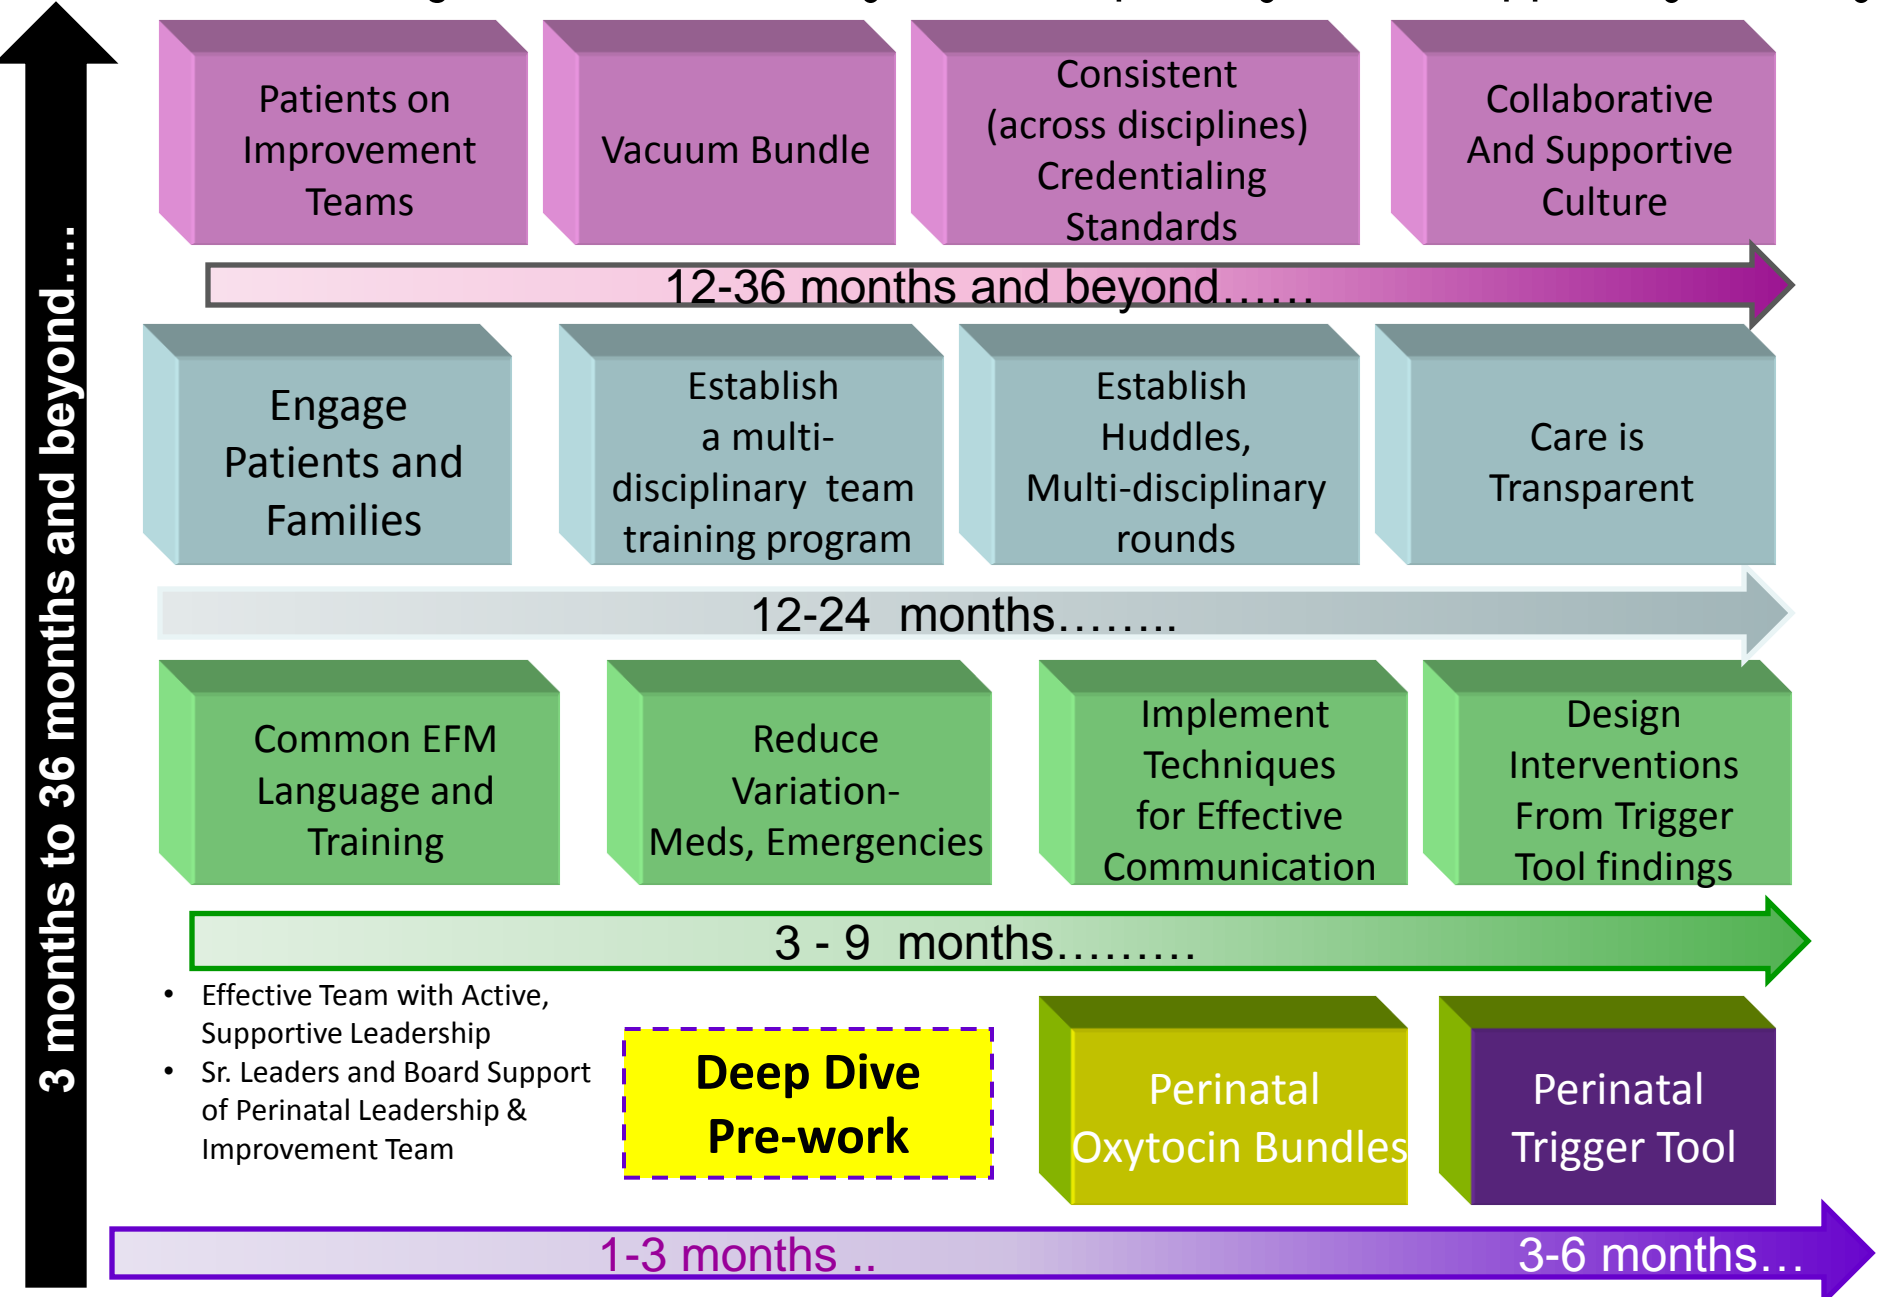 Patients on
Improvement
Teams
Vacuum Bundle
Consistent
(across disciplines)
Credentialing
Standards
Collaborative
And Supportive
Culture
12-36 months and beyond……
Engage
Patients and
Families
Establish
a multi-
disciplinary  team
training program
Establish
Huddles,
Multi-disciplinary
rounds
Care is
Transparent
12-24  months……..
Common EFM
Language and
Training
Reduce
Variation-
Meds, Emergencies
Implement
Techniques
for Effective
Communication
Design
Interventions
From Trigger
Tool findings
3 - 9  months………
• Effective Team with Active,
Supportive Leadership
• Sr. Leaders and Board Support
of Perinatal Leadership &
Improvement Team
Deep Dive
Pre-work
Perinatal
Oxytocin Bundles
Perinatal
Trigger Tool
1-3 months ..
3-6 months…
3 months to 36 months and beyond....